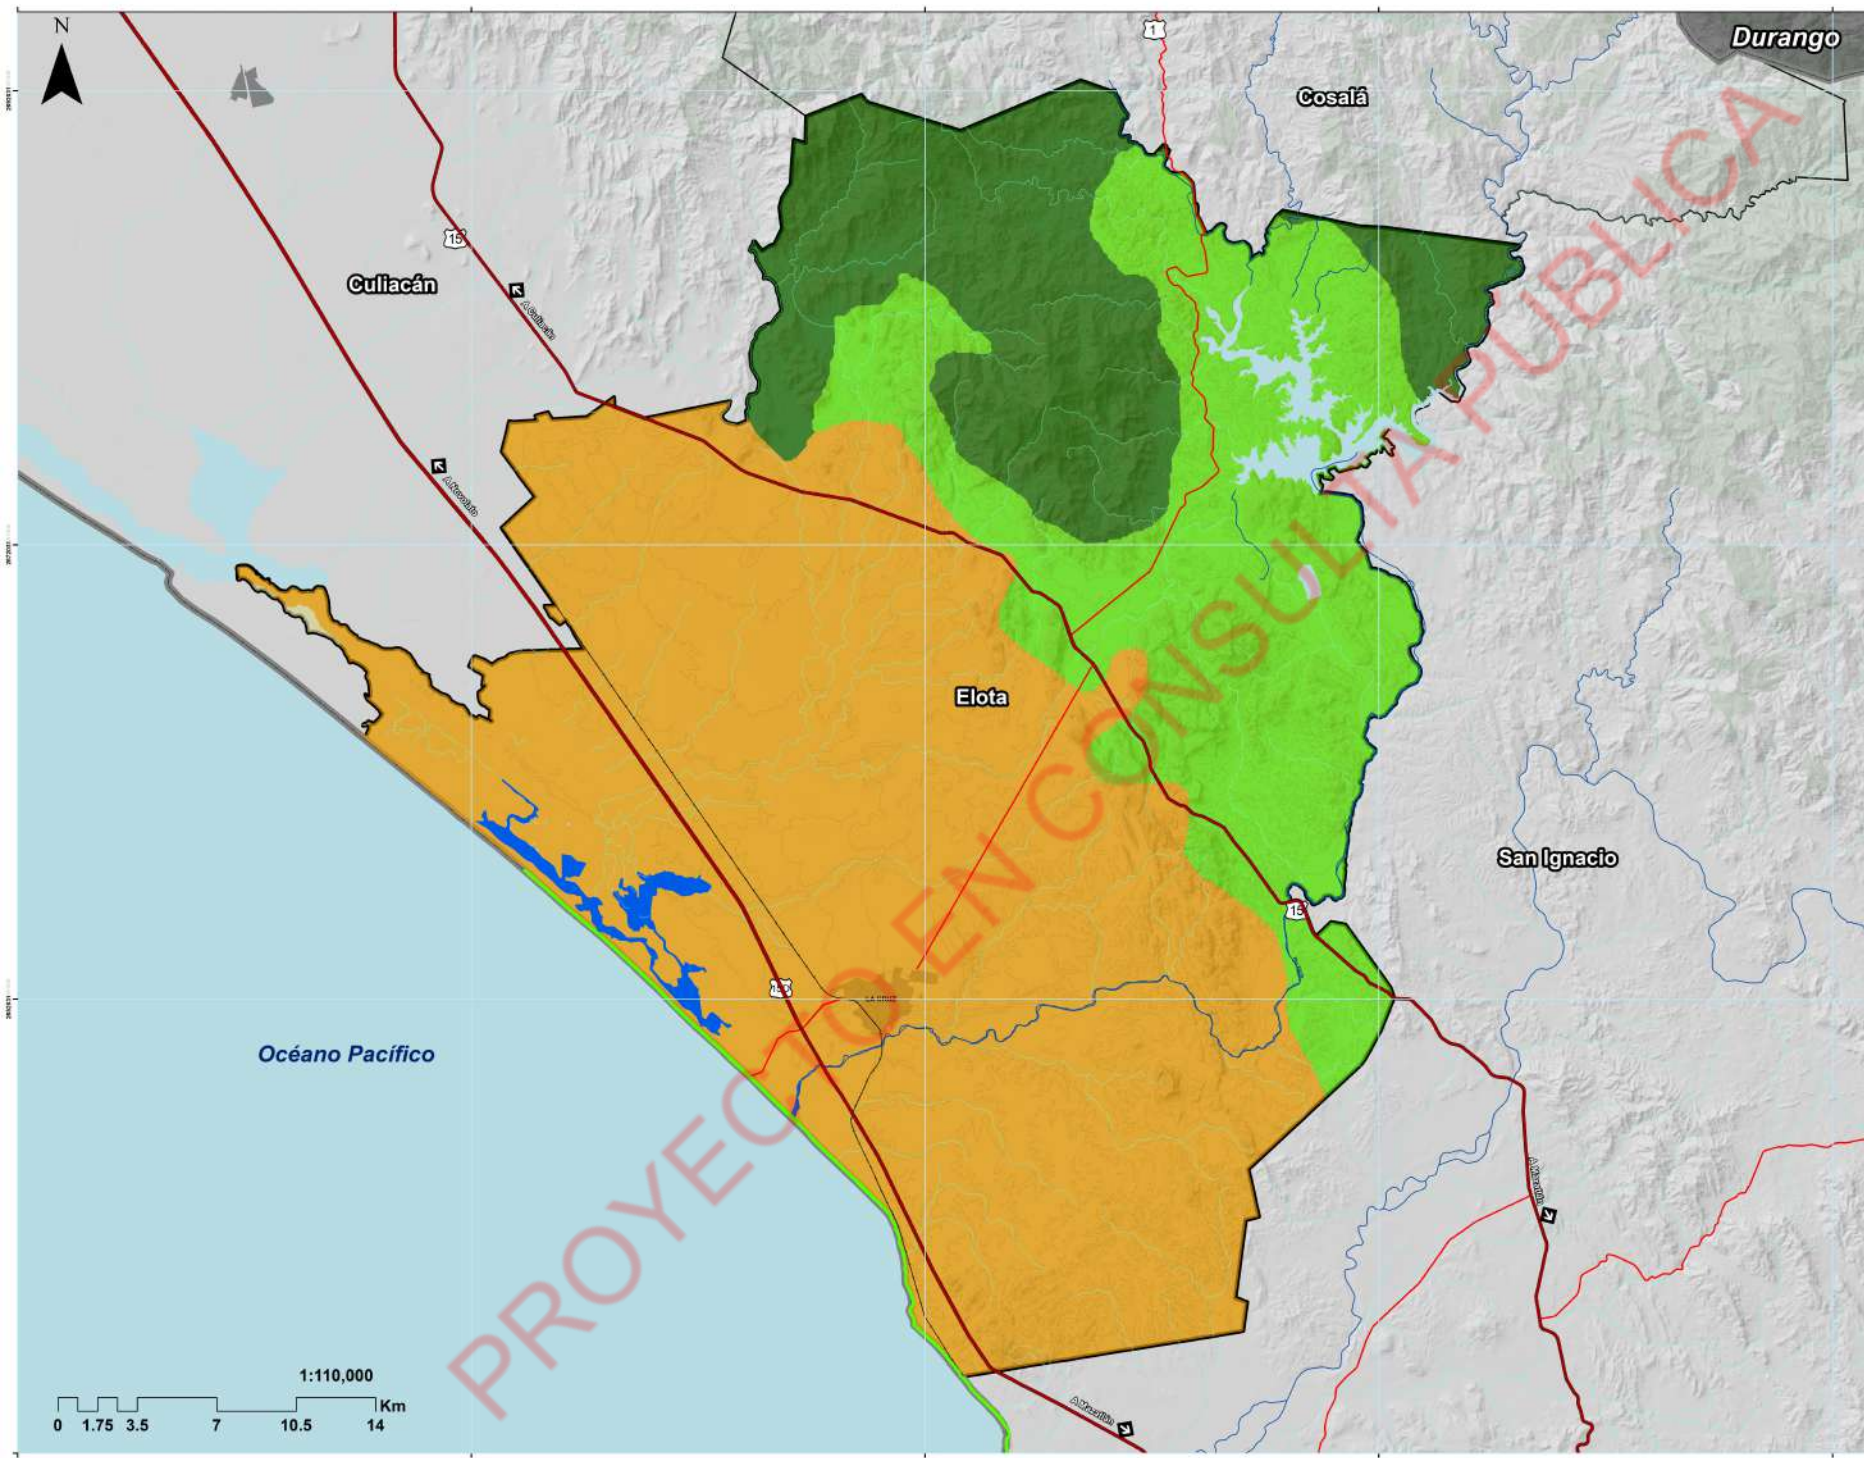 N
1
Durango
Cosalá
15
Culiacán
A Culiacán
A Navolato
Elota
San Ignacio
15
15D
LA CRUZ
Océano Pacífico
A Mazatlán
A Mazatlán
1:110,000
Km
0 1.75 3.5 7 10.5 14
PROYECTO EN CONSULTA PÚBLICA